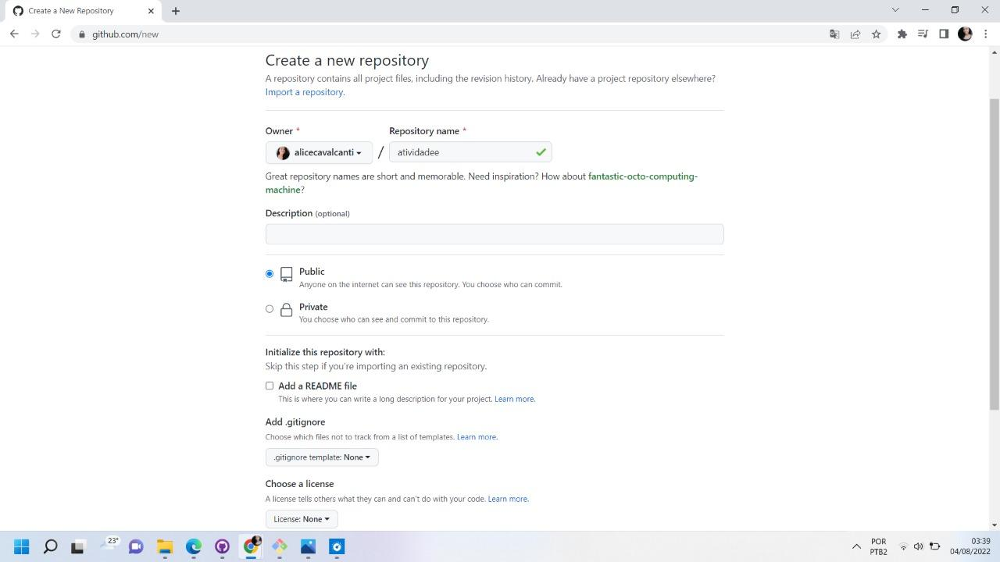 Create a New Repository
github.com/new
Create a new repository
A repository contains all project files, including the revision history. Already have a project repository elsewhere?
Import a repository.
Owner * Repository name *
alicecavalcanti / atividadee
Great repository names are short and memorable. Need inspiration? How about fantastic-octo-computing-
machine?
Description (optional)
Public
Anyone on the internet can see this repository. You choose who can commit.
Private
You choose who can see and commit to this repository.
Initialize this repository with:
Skip this step if you're importing an existing repository.
Add a README file
This is where you can write a long description for your project. Learn more.
Add .gitignore
Choose which files not to track from a list of templates. Learn more.
.gitignore template: None
Choose a license
A license tells others what they can and can't do with your code. Learn more.
License: None
23°
POR 03:39
PTB2 04/08/2022